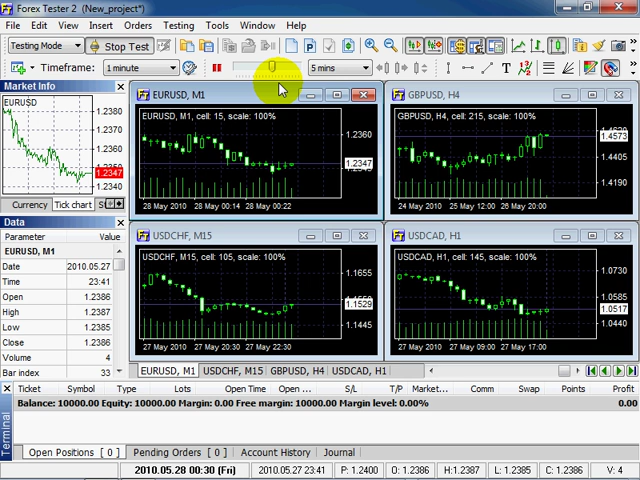 Forex Tester 2 (New_project*)
File Edit View Insert Orders Testing Tools Window Help
Testing Mode Stop Test
Timeframe: 1 minute 5 mins
Market Info
EURUSD
1.2380
1.2360
1.2350
1.2347
1.2340
Currency Tick chart
Data
Parameter Value
EURUSD, M1
Date 2010.05.27
Time 23:41
Open 1.2386
High 1.2387
Low 1.2385
Close 1.2386
Volume 4
Bar index 33
EURUSD, M1
EURUSD, M1, cell: 15, scale: 100%
1.2360
1.2347
28 May 2010 28 May 00:14 28 May 00:22
GBPUSD, H4
GBPUSD, H4, cell: 215, scale: 100%
1.4573
1.4410
1.4190
24 May 2010 25 May 12:00 26 May 20:00
USDCHF, M15
USDCHF, M15, cell: 105, scale: 100%
1.1655
1.1529
1.1445
27 May 2010 27 May 20:30 27 May 22:30
USDCAD, H1
USDCAD, H1, cell: 145, scale: 100%
1.0730
1.0585
1.0517
1.0440
27 May 2010 27 May 09:00 27 May 17:00
EURUSD, M1 USDCHF, M15 GBPUSD, H4 USDCAD, H1
Terminal
Ticket Symbol Type Lots Open Time Open ... S/L T/P Market... Comm Swap Points Profit
Balance: 10000.00 Equity: 10000.00 Margin: 0.00 Free margin: 10000.00 Margin level: 0.00% 0.00
Open Positions [ 0 ] Pending Orders [ 0 ] Account History Journal
2010.05.28 00:30 (Fri) 2010.05.27 23:41 P: 1.2400 O: 1.2386 H:1.2387 L: 1.2385 C: 1.2386 V: 4